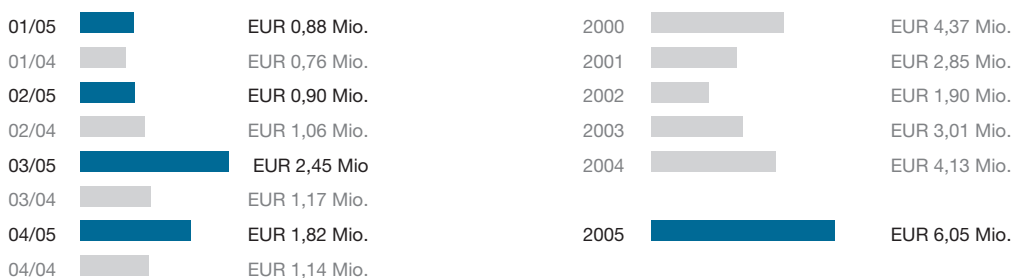 01/05 EUR 0,88 Mio.
01/04 EUR 0,76 Mio.
02/05 EUR 0,90 Mio.
02/04 EUR 1,06 Mio.
03/05 EUR 2,45 Mio
03/04 EUR 1,17 Mio.
04/05 EUR 1,82 Mio.
04/04 EUR 1,14 Mio.
2000 EUR 4,37 Mio.
2001 EUR 2,85 Mio.
2002 EUR 1,90 Mio.
2003 EUR 3,01 Mio.
2004 EUR 4,13 Mio.
2005 EUR 6,05 Mio.